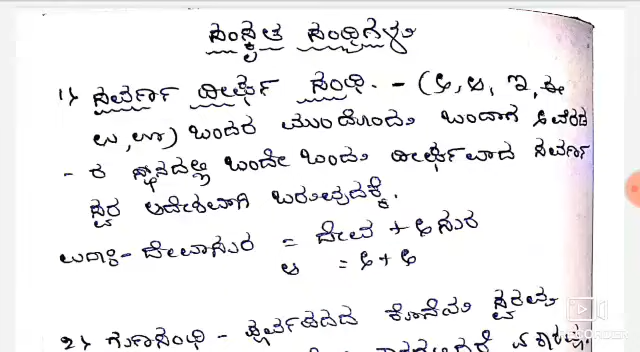 ಸಂಸ್ಕೃತ ಸಂಧಿಗಳು
1) ಸವರ್ಣ ದೀರ್ಘ ಸಂಧಿ. - (ಅ, ಆ, ಇ, ಈ
ಉ, ಊ) ಒಂದರ ಮುಂದೊಂದು ಬಂದಾಗ ಅವೆರಡ
- ರ ಸ್ಥಾನದಲ್ಲಿ ಒಂದೇ ಒಂದು ದೀರ್ಘವಾದ ಸವರ್ಣ
ಸ್ವರ ಆದೇಶವಾಗಿ ಬರುವುದಕ್ಕೆ.
ಉದಾ:- ದೇವಾಸುರ = ದೇವ + ಅಸುರ
ಆ = ಅ + ಅ
2) ಗುಣಸಂಧಿ - ಪೂರ್ವಪದದ ಕೊನೆಯ ಸ್ವರವು
RECORDER